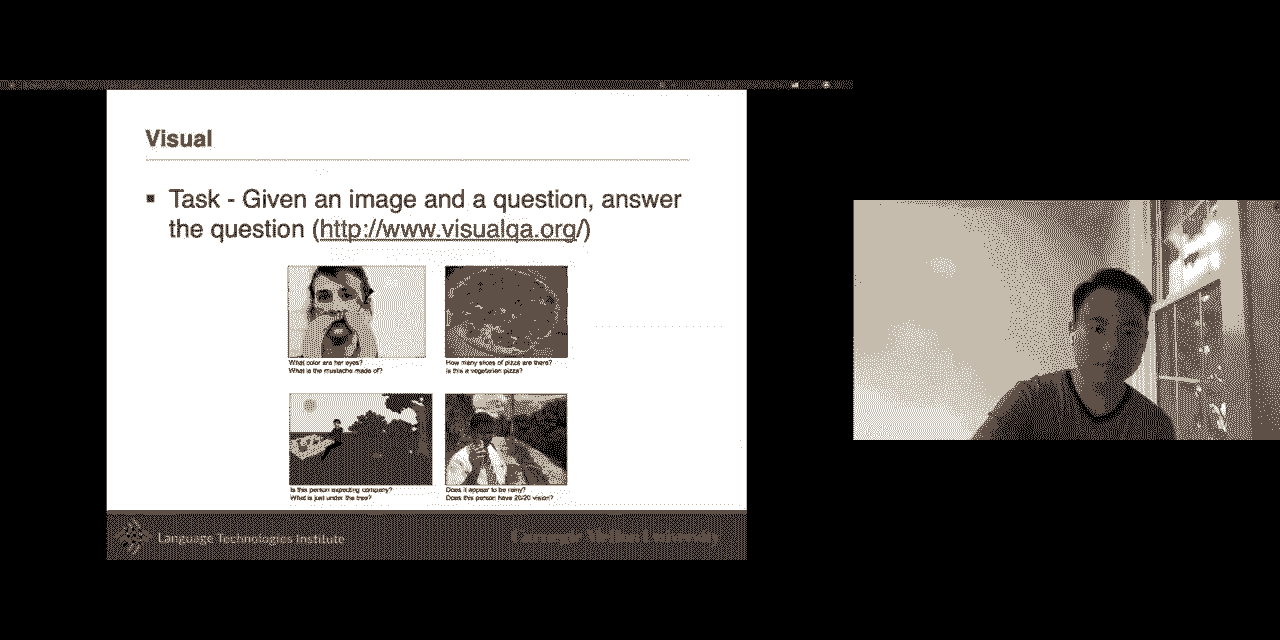 Visual
Task - Given an image and a question, answer
the question (http://www.visualqa.org/)
What color are her eyes?
What is the mustache made of?
How many slices of pizza are there?
Is this a vegetarian pizza?
Is this person expecting company?
What is just under the tree?
Does it appear to be rainy?
Does this person have 20/20 vision?
Language Technologies Institute
Carnegie Mellon University